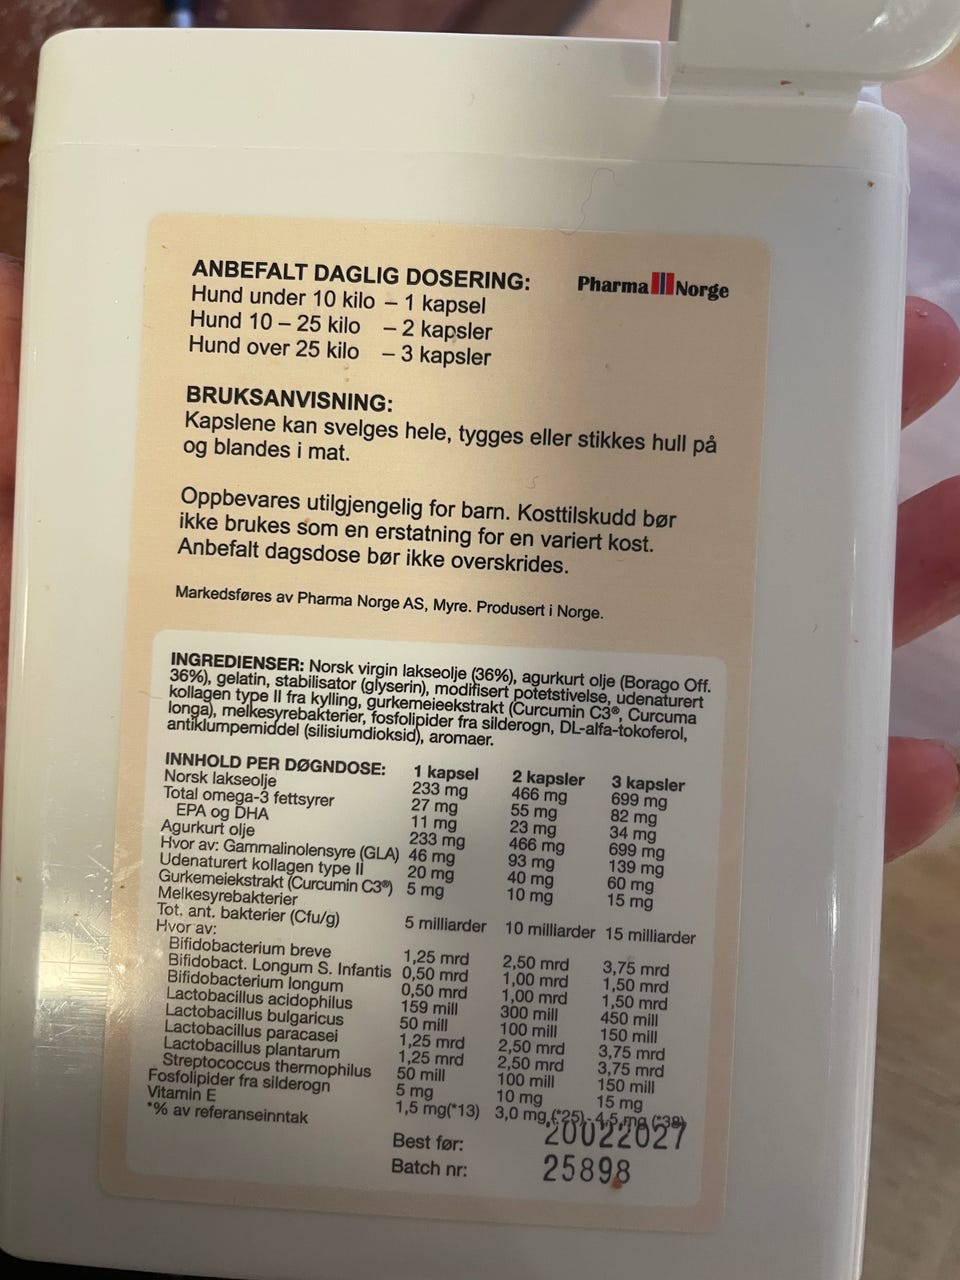 ANBEFALT DAGLIG DOSERING:
Pharma Norge
Hund under 10 kilo – 1 kapsel
Hund 10 – 25 kilo – 2 kapsler
Hund over 25 kilo – 3 kapsler
BRUKSANVISNING:
Kapslene kan svelges hele, tygges eller stikkes hull på
og blandes i mat.
Oppbevares utilgjengelig for barn. Kosttilskudd bør
ikke brukes som en erstatning for en variert kost.
Anbefalt dagsdose bør ikke overskrides.
Markedsføres av Pharma Norge AS, Myre. Produsert i Norge.
INGREDIENSER: Norsk virgin lakseolje (36%), agurkurt olje (Borago Off.
36%), gelatin, stabilisator (glyserin), modifisert potetstivelse, udenaturert
kollagen type II fra kylling, gurkemeieekstrakt (Curcumin C3®, Curcuma
longa), melkesyrebakterier, fosfolipider fra silderogn, DL-alfa-tokoferol,
antiklumpemiddel (silisiumdioksid), aromaer.
INNHOLD PER DØGNDOSE: 1 kapsel 2 kapsler 3 kapsler
Norsk lakseolje 233 mg 466 mg 699 mg
Total omega-3 fettsyrer 27 mg 55 mg 82 mg
EPA og DHA 11 mg 23 mg 34 mg
Agurkurt olje 233 mg 466 mg 699 mg
Hvor av: Gammalinolensyre (GLA) 46 mg 93 mg 139 mg
Udenaturert kollagen type II 20 mg 40 mg 60 mg
Gurkemeiekstrakt (Curcumin C3®) 5 mg 10 mg 15 mg
Melkesyrebakterier
Tot. ant. bakterier (Cfu/g) 5 milliarder 10 milliarder 15 milliarder
Hvor av:
Bifidobacterium breve 1,25 mrd 2,50 mrd 3,75 mrd
Bifidobact. Longum S. Infantis 0,50 mrd 1,00 mrd 1,50 mrd
Bifidobacterium longum 0,50 mrd 1,00 mrd 1,50 mrd
Lactobacillus acidophilus 159 mill 300 mill 450 mill
Lactobacillus bulgaricus 50 mill 100 mill 150 mill
Lactobacillus paracasei 1,25 mrd 2,50 mrd 3,75 mrd
Lactobacillus plantarum 1,25 mrd 2,50 mrd 3,75 mrd
Streptococcus thermophilus 50 mill 100 mill 150 mill
Fosfolipider fra silderogn 5 mg 10 mg 15 mg
Vitamin E 1,5 mg(*13) 3,0 mg (*25) 4,5 mg (*38)
*% av referanseinntak
Best før: 20022027
Batch nr: 25898